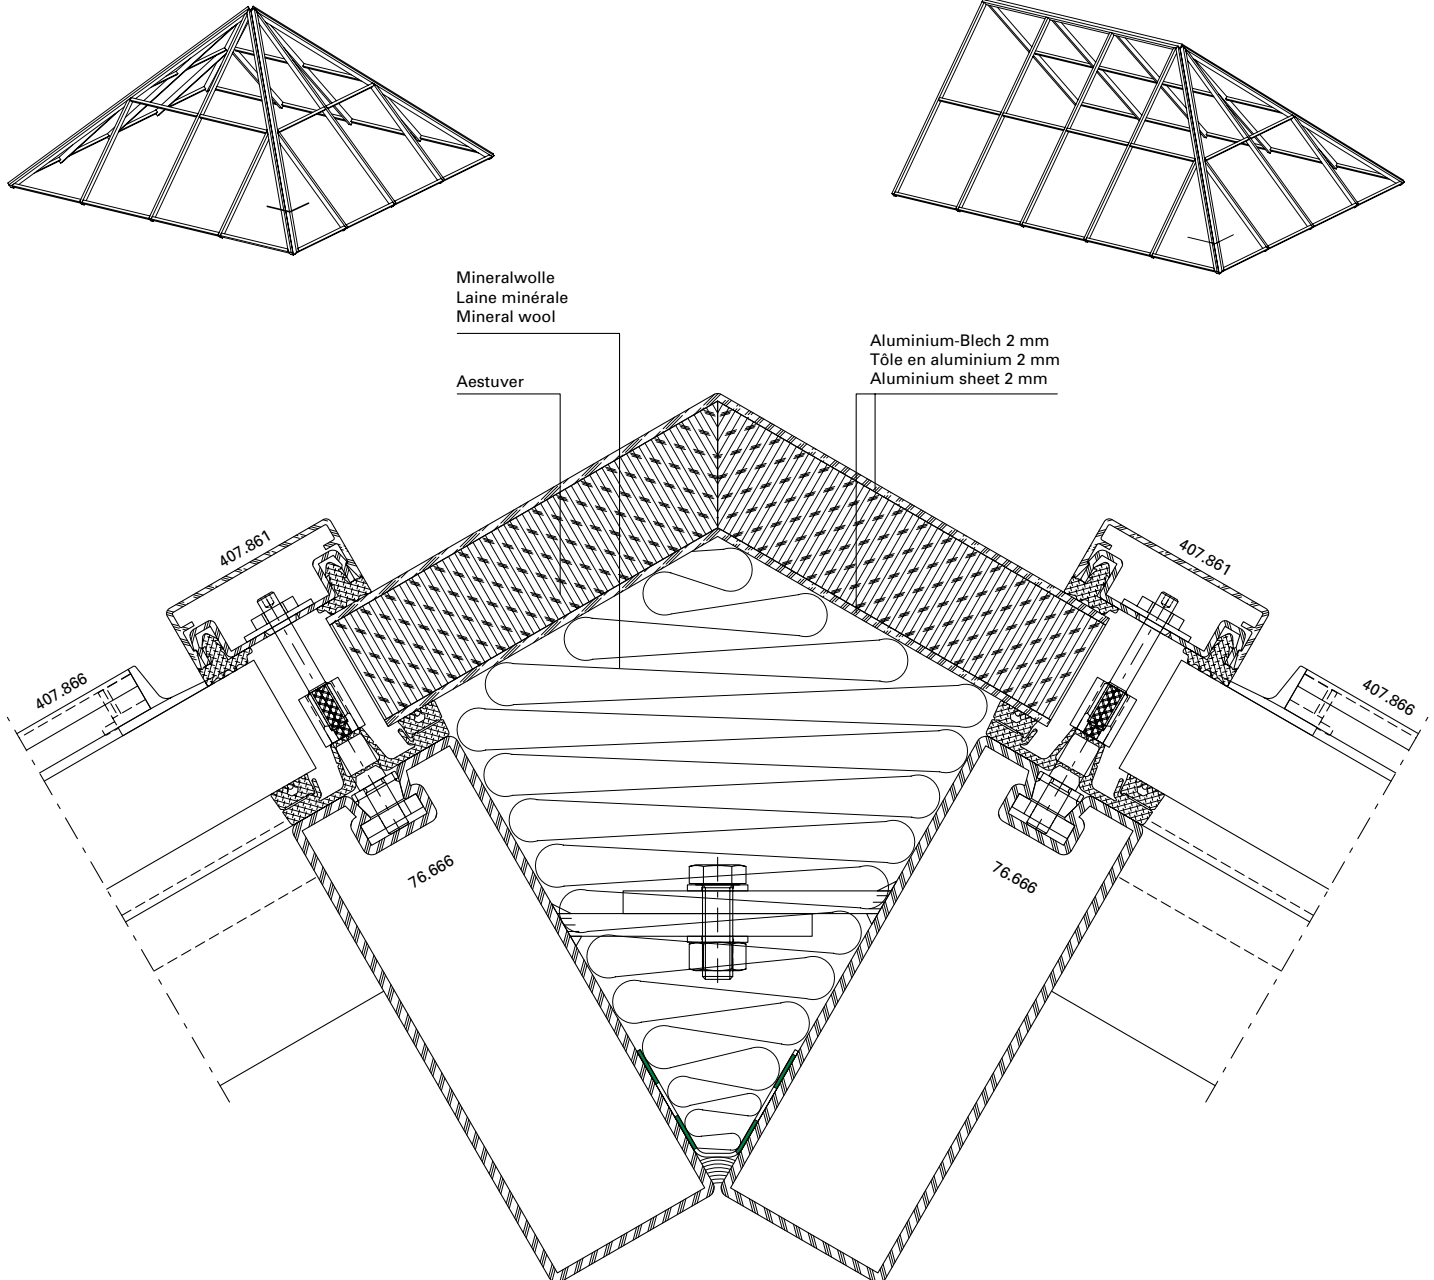 Mineralwolle
Laine minérale
Mineral wool
Aluminium-Blech 2 mm
Tôle en aluminium 2 mm
Aluminium sheet 2 mm
Aestuver
407.861
407.861
407.866
407.866
76.666
76.666